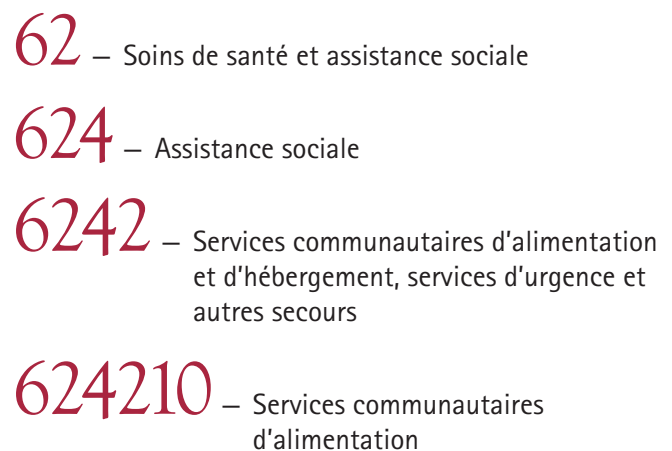 62 – Soins de santé et assistance sociale
624 – Assistance sociale
6242 – Services communautaires d'alimentation
et d'hébergement, services d'urgence et
autres secours
624210 – Services communautaires
d'alimentation